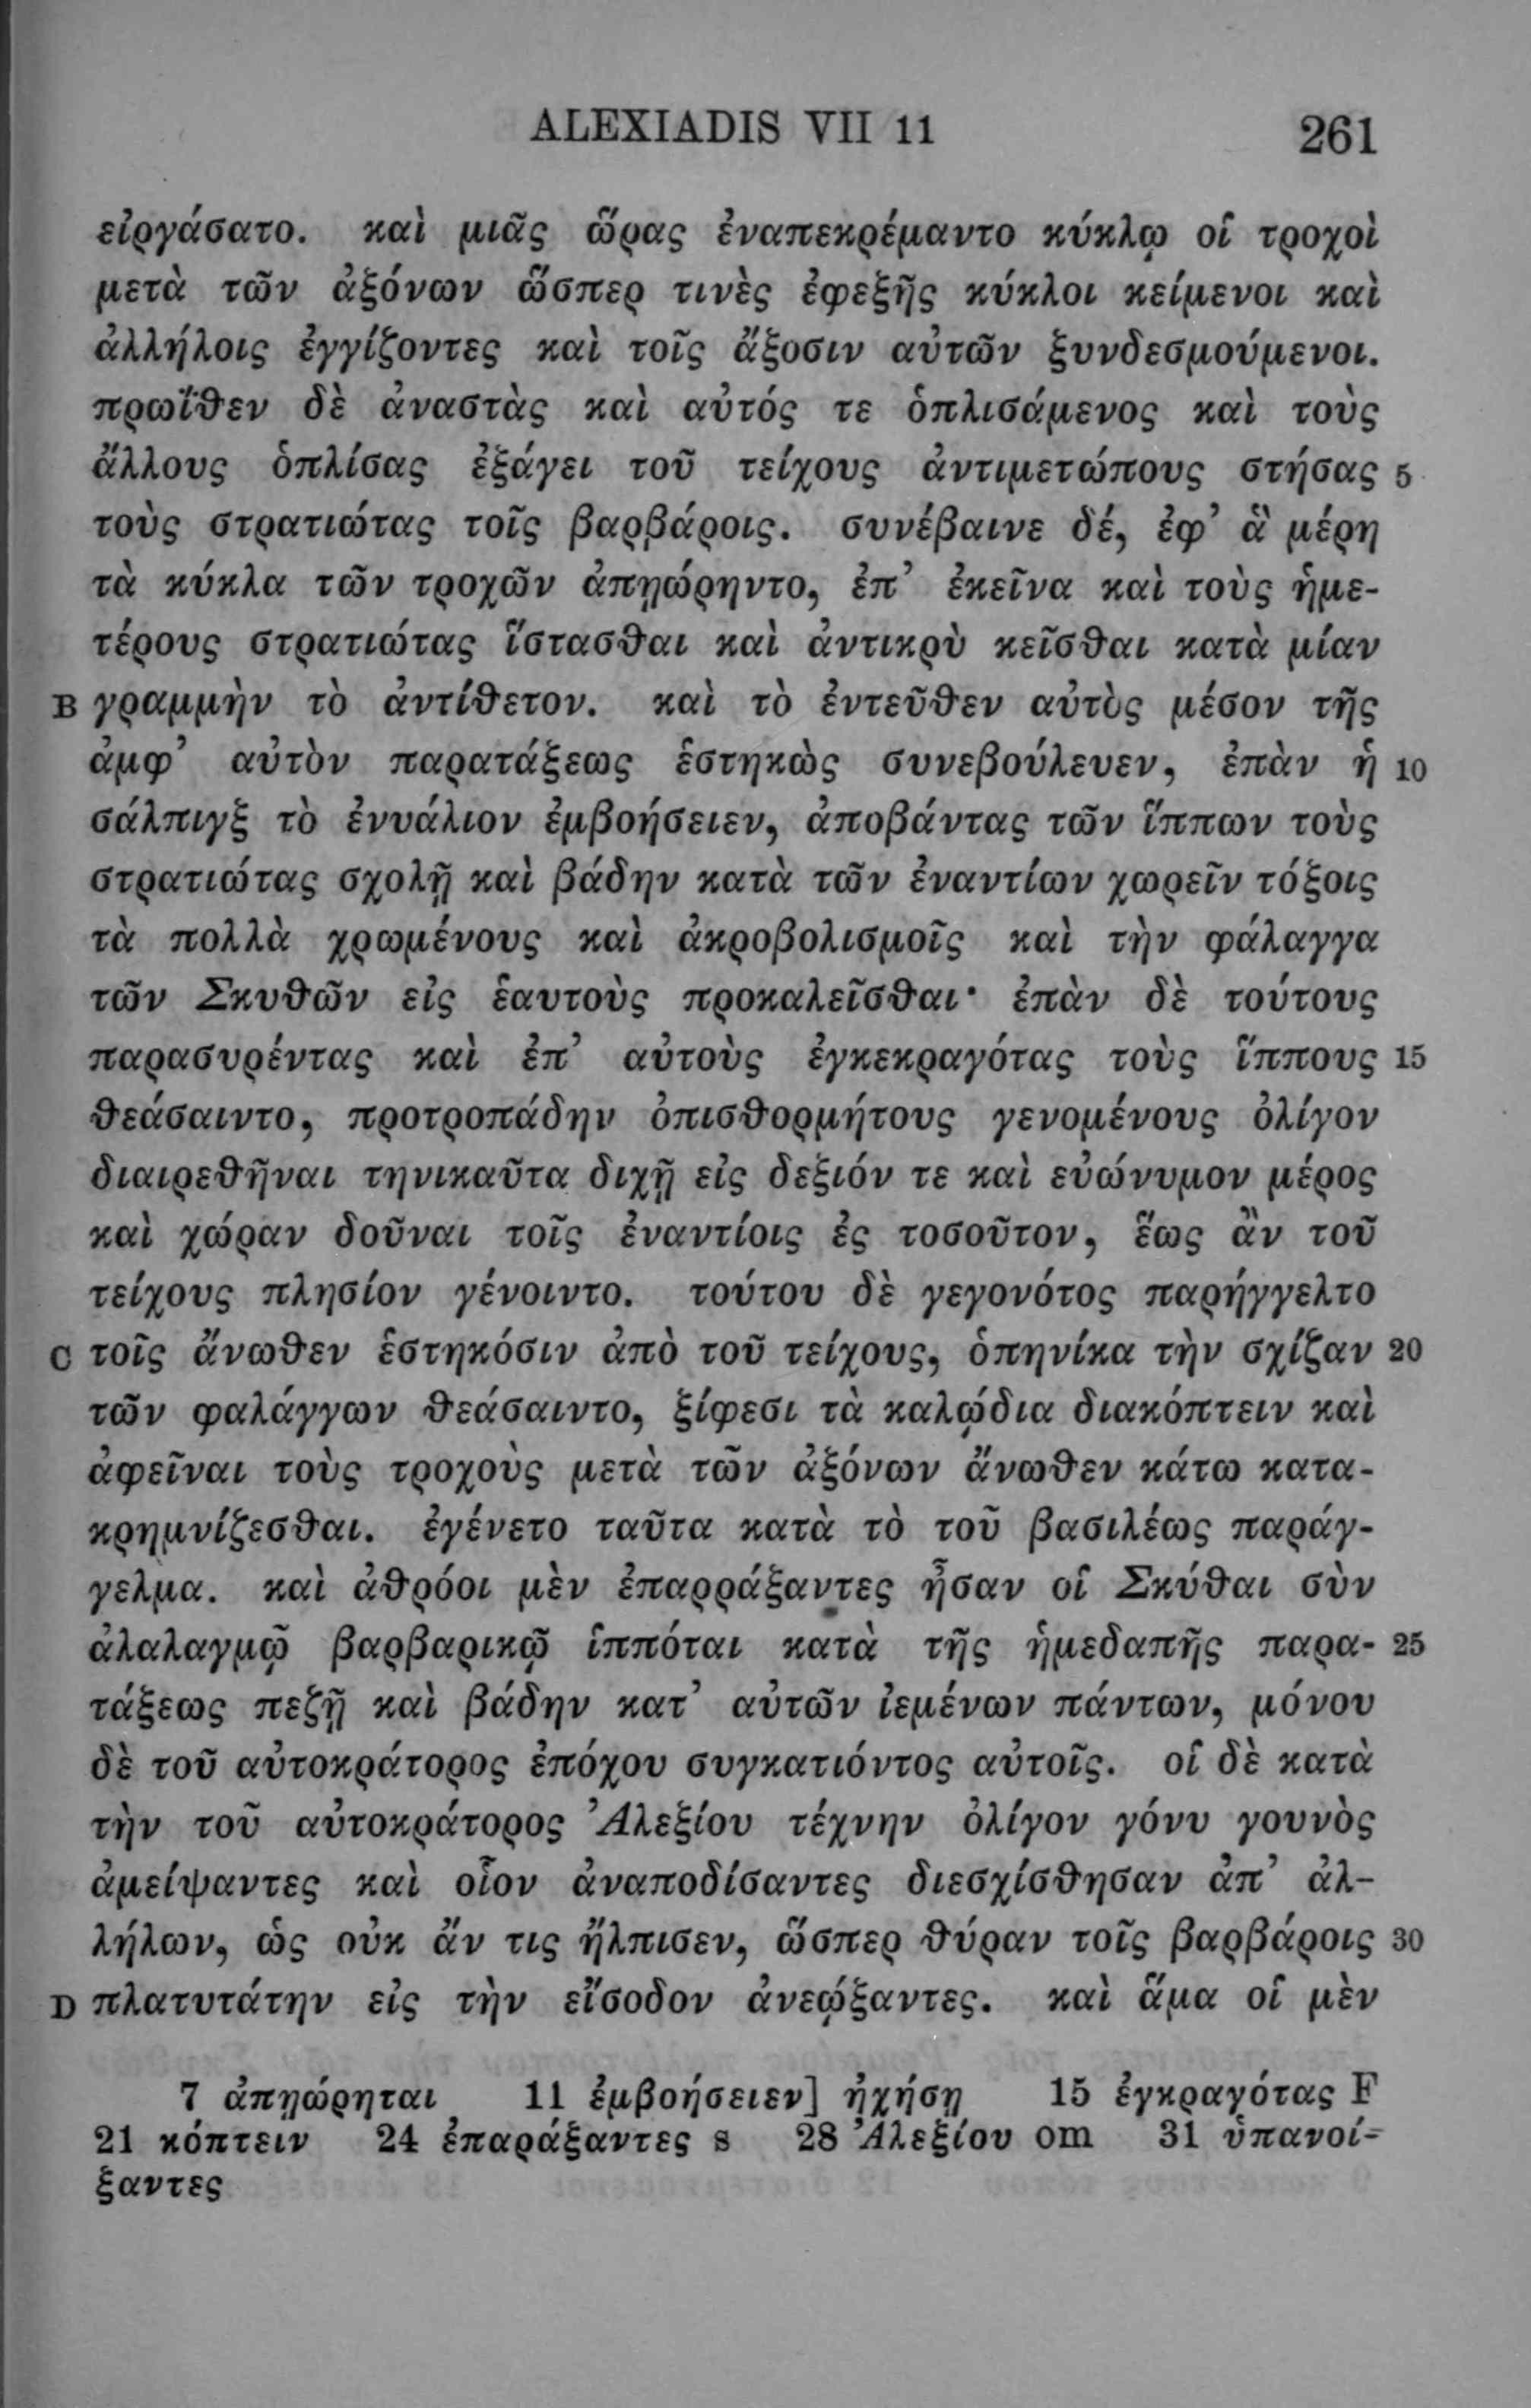 ALEXIADIS VII 11 261
εἰργάσατο. καὶ μιᾶς ὥρας ἐναπεκρέμαντο κύκλῳ οἱ τροχοὶ
μετὰ τῶν ἀξόνων ὥσπερ τινὲς ἐφεξῆς κύκλοι κείμενοι καὶ
ἀλλήλοις ἐγγίζοντες καὶ τοῖς ἄξοσιν αὐτῶν ξυνδεσμούμενοι.
πρωΐθεν δὲ ἀναστὰς καὶ αὐτός τε ὁπλισάμενος καὶ τοὺς
ἄλλους ὁπλίσας ἐξάγει τοῦ τείχους ἀντιμετώπους στήσας 5
τοὺς στρατιώτας τοῖς βαρβάροις. συνέβαινε δέ, ἐφ’ ἃ μέρη
τὰ κύκλα τῶν τροχῶν ἀπῃώρηντο, ἐπ’ ἐκεῖνα καὶ τοὺς ἡμε-
τέρους στρατιώτας ἵστασθαι καὶ ἀντικρὺ κεῖσθαι κατὰ μίαν
B γραμμὴν τὸ ἀντίθετον. καὶ τὸ ἐντεῦθεν αὐτὸς μέσον τῆς
ἀμφ’ αὐτὸν παρατάξεως ἑστηκὼς συνεβούλευεν, ἐπὰν ἡ 10
σάλπιγξ τὸ ἐνυάλιον ἐμβοήσειεν, ἀποβάντας τῶν ἵππων τοὺς
στρατιώτας σχολῇ καὶ βάδην κατὰ τῶν ἐναντίων χωρεῖν τόξοις
τὰ πολλὰ χρωμένους καὶ ἀκροβολισμοῖς καὶ τὴν φάλαγγα
τῶν Σκυθῶν εἰς ἑαυτοὺς προκαλεῖσθαι· ἐπὰν δὲ τούτους
παρασυρέντας καὶ ἐπ’ αὐτοὺς ἐγκεκραγότας τοὺς ἵππους 15
θεάσαιντο, προτροπάδην ὀπισθορμήτους γενομένους ὀλίγον
διαιρεθῆναι τηνικαῦτα διχῇ εἰς δεξιόν τε καὶ εὐώνυμον μέρος
καὶ χώραν δοῦναι τοῖς ἐναντίοις ἐς τοσοῦτον, ἕως ἂν τοῦ
τείχους πλησίον γένοιντο. τούτου δὲ γεγονότος παρήγγελτο
C τοῖς ἄνωθεν ἑστηκόσιν ἀπὸ τοῦ τείχους, ὁπηνίκα τὴν σχίζαν 20
τῶν φαλάγγων θεάσαιντο, ξίφεσι τὰ καλῴδια διακόπτειν καὶ
ἀφεῖναι τοὺς τροχοὺς μετὰ τῶν ἀξόνων ἄνωθεν κάτω κατα-
κρημνίζεσθαι. ἐγένετο ταῦτα κατὰ τὸ τοῦ βασιλέως παράγ-
γελμα. καὶ ἀθρόοι μὲν ἐπαρράξαντες ἦσαν οἱ Σκύθαι σὺν
ἀλαλαγμῷ βαρβαρικῷ ἱππόται κατὰ τῆς ἡμεδαπῆς παρα- 25
τάξεως πεζῇ καὶ βάδην κατ’ αὐτῶν ἱεμένων πάντων, μόνου
δὲ τοῦ αὐτοκράτορος ἐπόχου συγκατιόντος αὐτοῖς. οἱ δὲ κατὰ
τὴν τοῦ αὐτοκράτορος Ἀλεξίου τέχνην ὀλίγον γόνυ γουνὸς
ἀμείψαντες καὶ οἷον ἀναποδίσαντες διεσχίσθησαν ἀπ’ ἀλ-
λήλων, ὡς οὐκ ἄν τις ἤλπισεν, ὥσπερ θύραν τοῖς βαρβάροις 30
D πλατυτάτην εἰς τὴν εἴσοδον ἀνεῴξαντες. καὶ ἅμα οἱ μὲν
7 ἀπῃώρηται 11 ἐμβοήσειεν] ἠχήσῃ 15 ἐγκραγότας F
21 κόπτειν 24 ἐπαράξαντες s 28 Ἀλεξίου om 31 ὑπανοί-
ξαντες